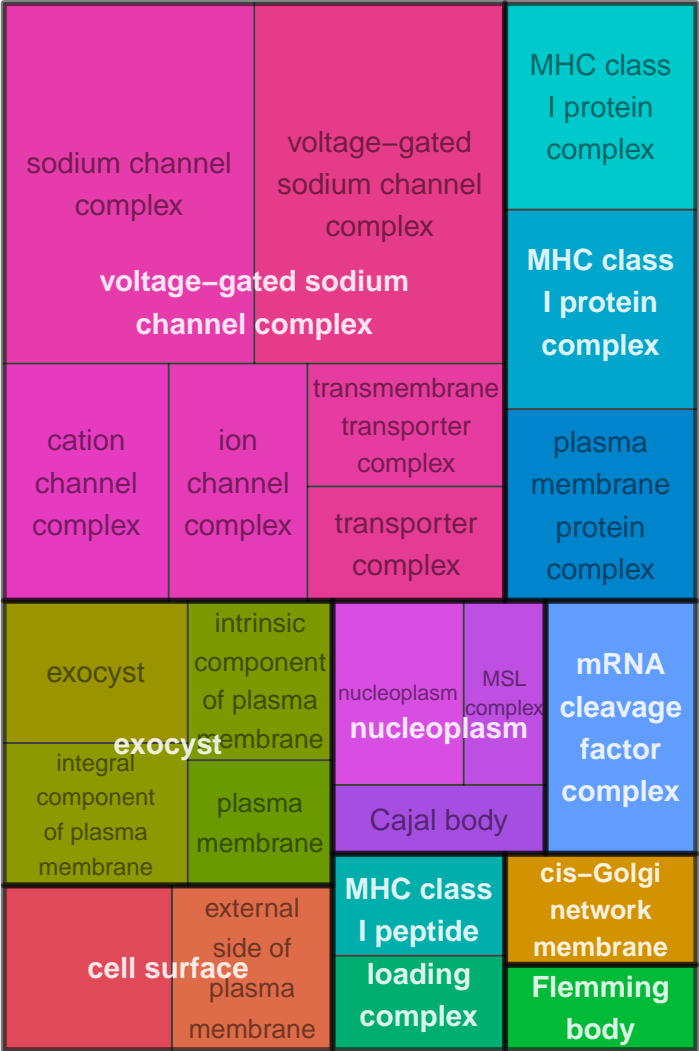 sodium channel
complex
voltage−gated
sodium channel
complex
voltage−gated sodium
channel complex
cation
channel
complex
ion
channel
complex
transmembrane
transporter
complex
transporter
complex
MHC class
I protein
complex
MHC class
I protein
complex
plasma
membrane
protein
complex
exocyst
intrinsic
component
of plasma
membrane
exocyst
integral
component
of plasma
membrane
plasma
membrane
nucleoplasm
MSL
complex
nucleoplasm
Cajal body
mRNA
cleavage
factor
complex
cell surface
external
side of
plasma
membrane
MHC class
I peptide
loading
complex
cis−Golgi
network
membrane
Flemming
body